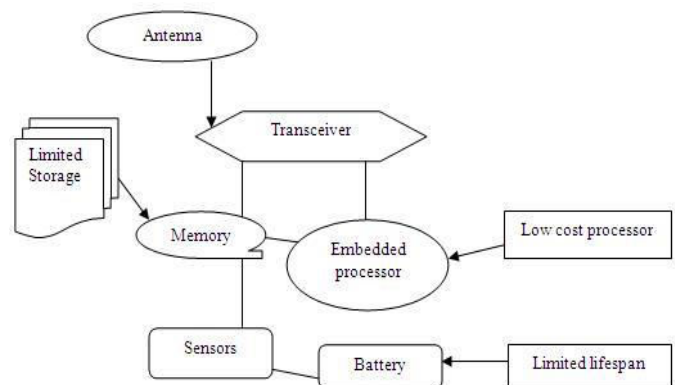 Antenna
Transceiver
Limited
Storage
Memory
Embedded
processor
Low cost processor
Sensors
Battery
Limited lifespan